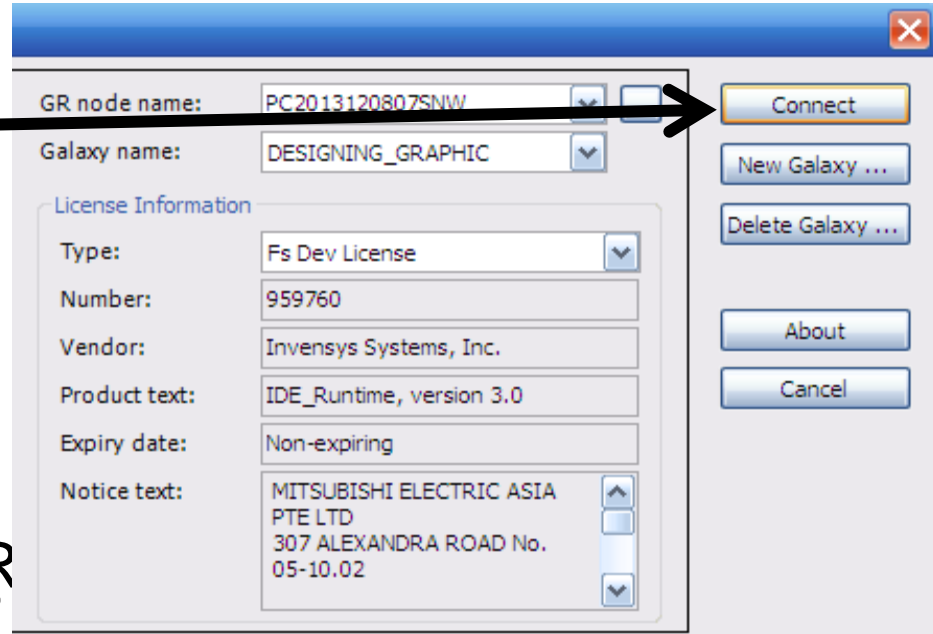 GR node name: PC2013120807SNW
Connect
Galaxy name: DESIGNING_GRAPHIC
New Galaxy ...
Delete Galaxy ...
License Information
Type: Fs Dev License
Number: 959760
Vendor: Invensys Systems, Inc.
About
Product text: IDE_Runtime, version 3.0
Cancel
Expiry date: Non-expiring
Notice text: MITSUBISHI ELECTRIC ASIA
PTE LTD
307 ALEXANDRA ROAD No.
05-10.02
R